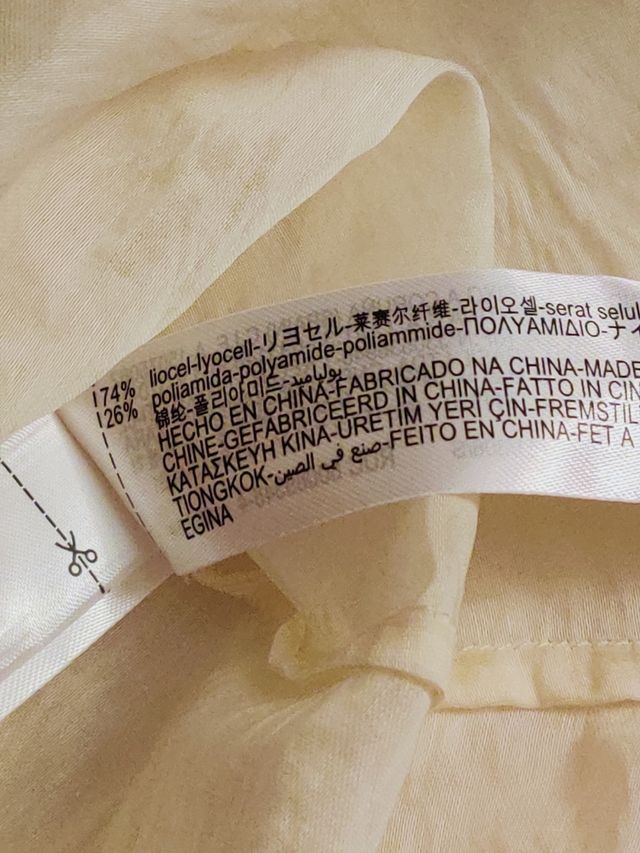 74% liocel-lyocell-リヨセル-莱赛尔纤维-라이오셀-serat selul
26% poliamida-polyamide-poliammide-ΠΟΛΥΑΜΙΔΙΟ-ナイ
锦纶-폴리아미드-بولياميد
HECHO EN CHINA-FABRICADO NA CHINA-MADE
CHINE-GEFABRICEERD IN CHINA-FATTO IN CIN
ΚΑΤΑΣΚΕΥΗ ΚΙΝΑ-ÜRETİM YERİ ÇİN-FREMSTIL
TIONGKOK-صنع في الصين-FEITO EN CHINA-FET A
EGINA